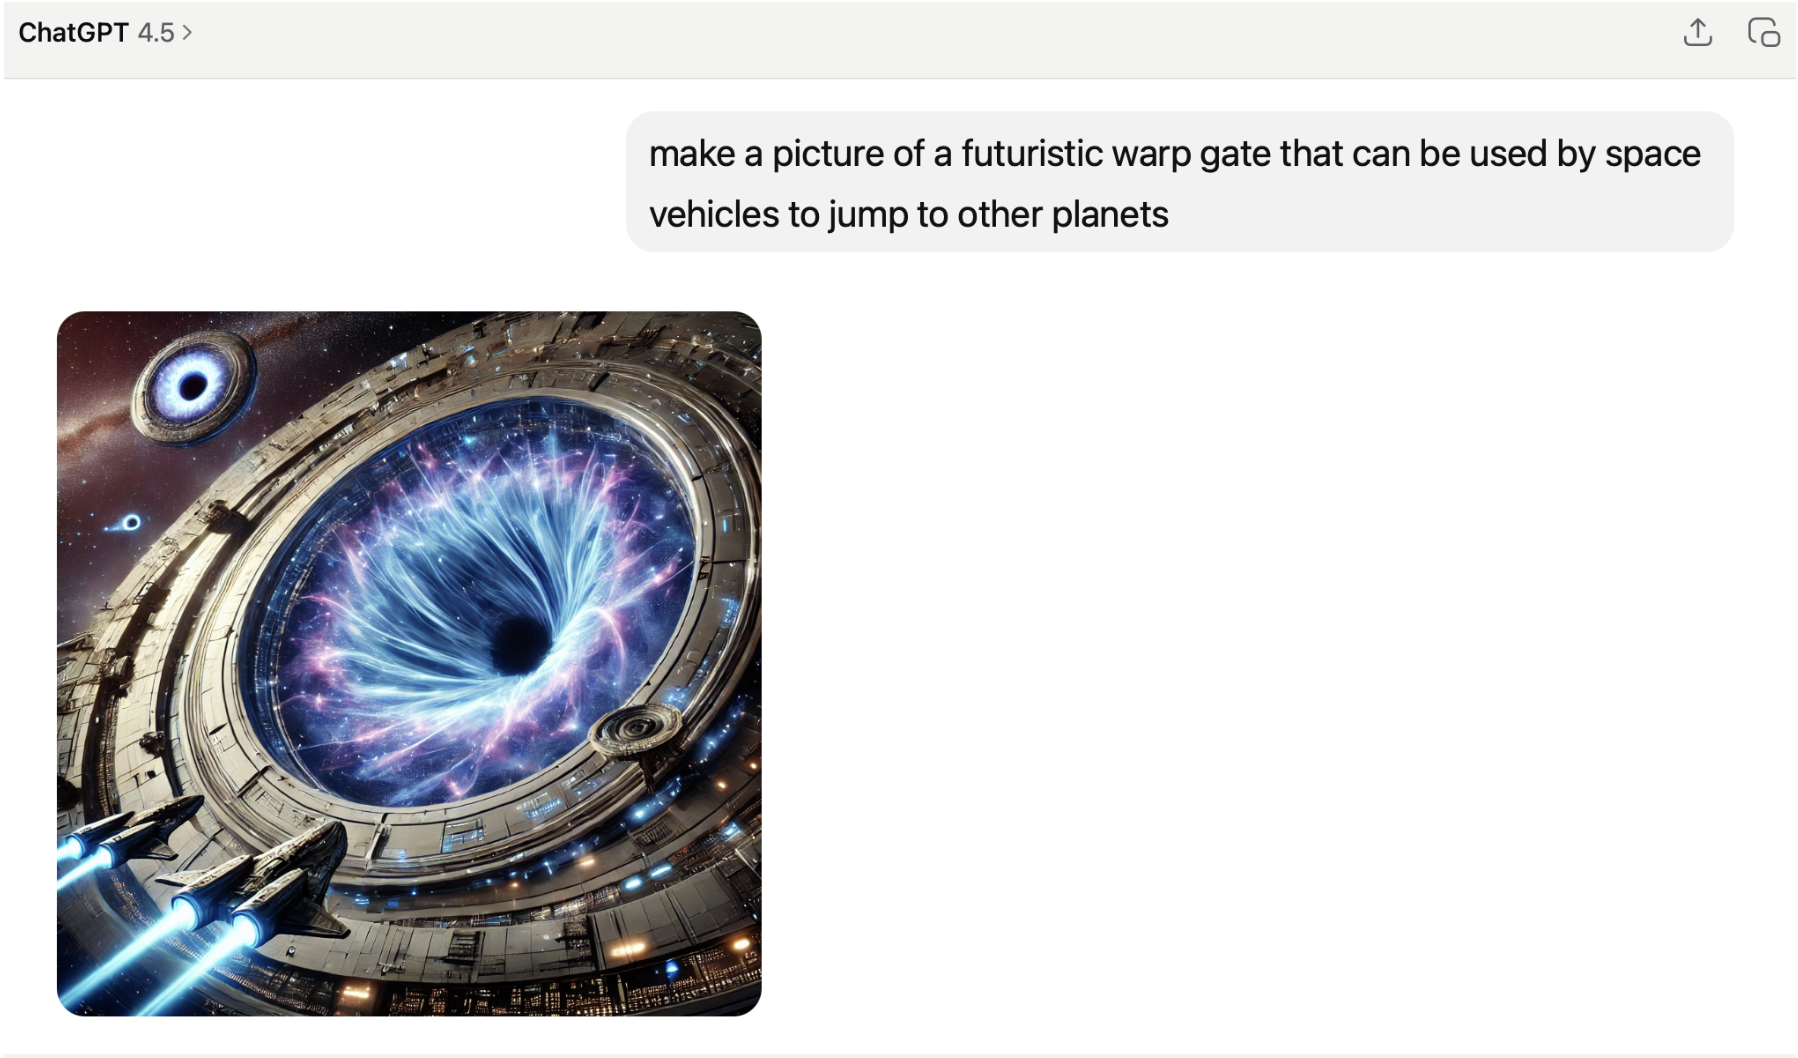 ChatGPT 4.5
make a picture of a futuristic warp gate that can be used by space
vehicles to jump to other planets